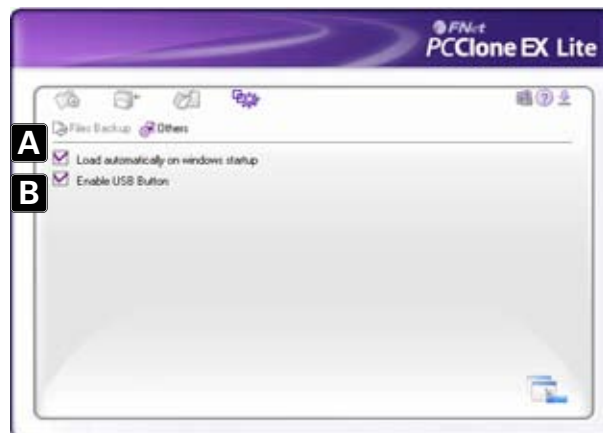 FNet
PCClone EX Lite
Files Backup Others
A
Load automatically on windows startup
B
Enable USB Button